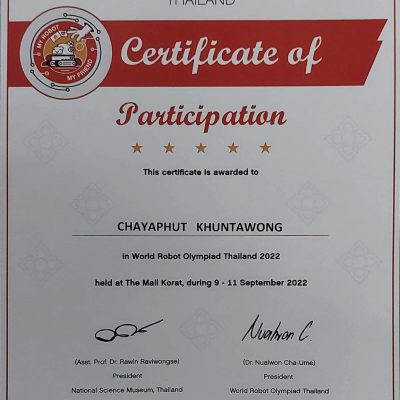 THAILAND
MY ROBOT
MY FRIEND
Certificate of
Participation
This certificate is awarded to
CHAYAPHUT KHUNTAWONG
in World Robot Olympiad Thailand 2022
held at The Mall Korat, during 9 - 11 September 2022
Nualwon C.
(Asst. Prof. Dr. Rawin Raviwongse)
(Dr. Nualwon Cha-Ume)
President
President
National Science Museum, Thailand
World Robot Olympiad Thailand